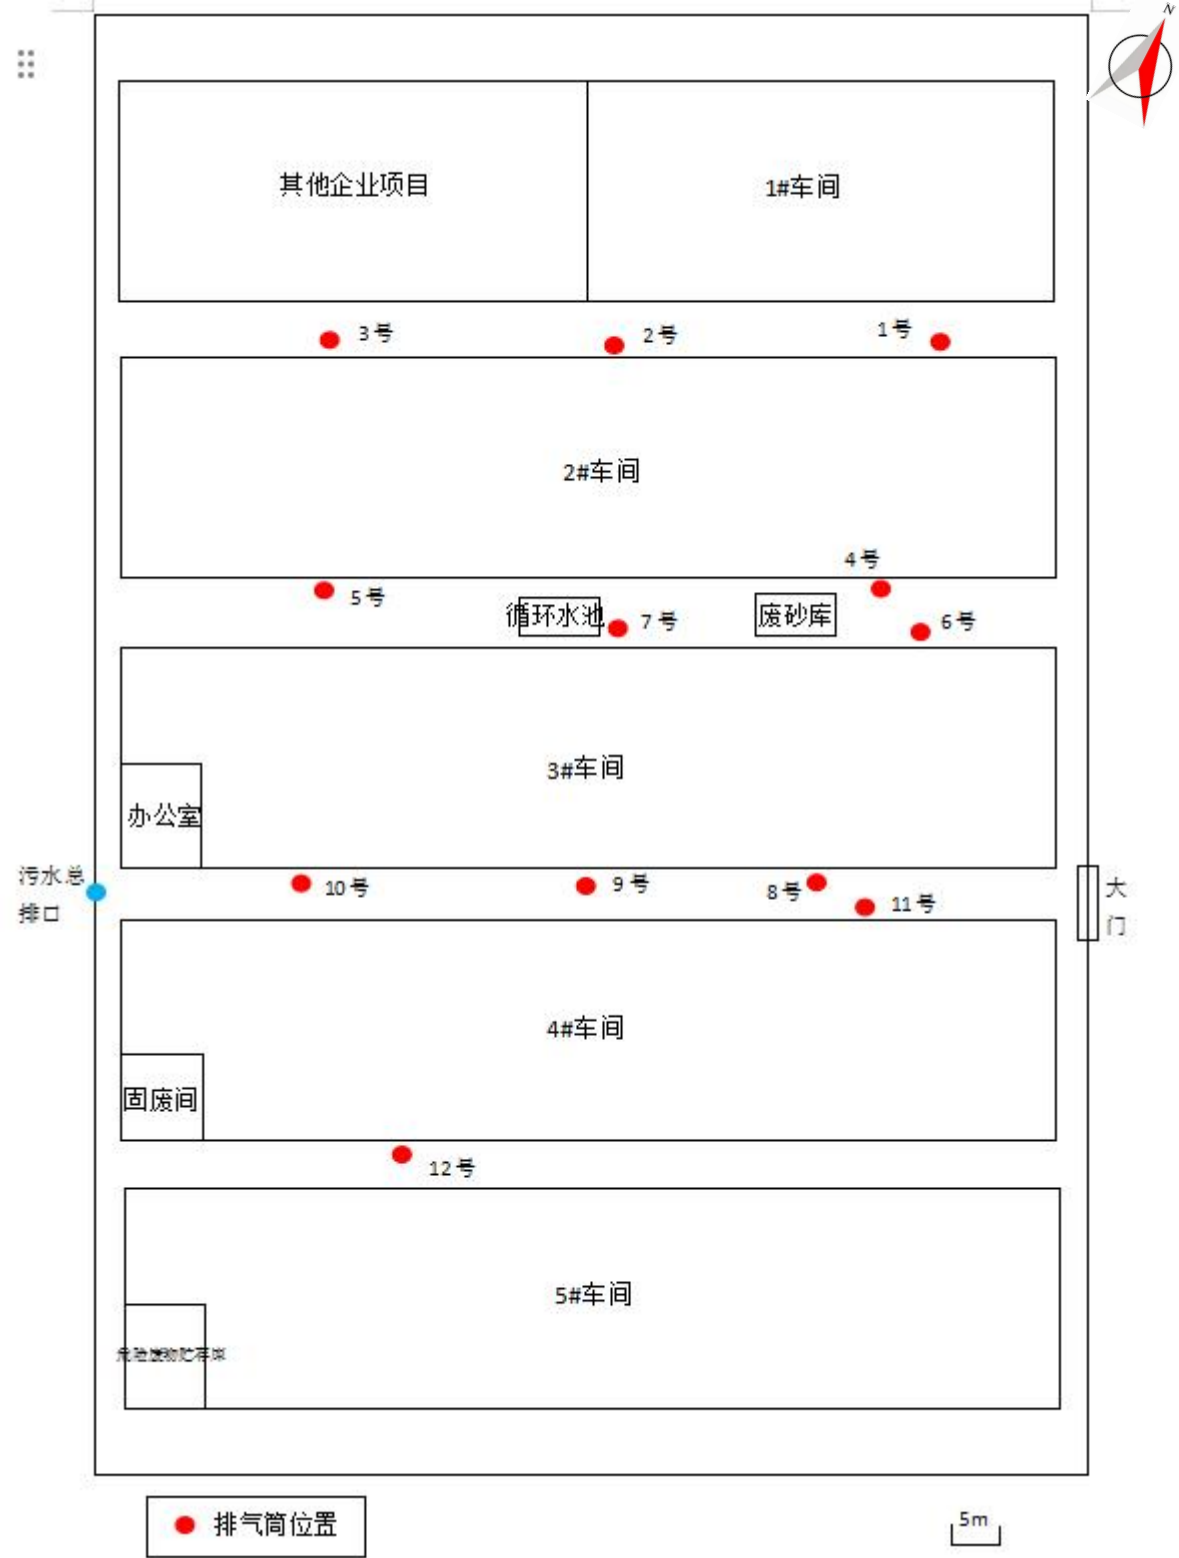 N
其他企业项目
1#车间
3号
2号
1号
2#车间
4号
5号
循环水池
7号
废砂库
6号
3#车间
办公室
污水总
排口
10号
9号
8号
11号
大
门
4#车间
固废间
12号
5#车间
危险废物贮存库
排气筒位置
5m